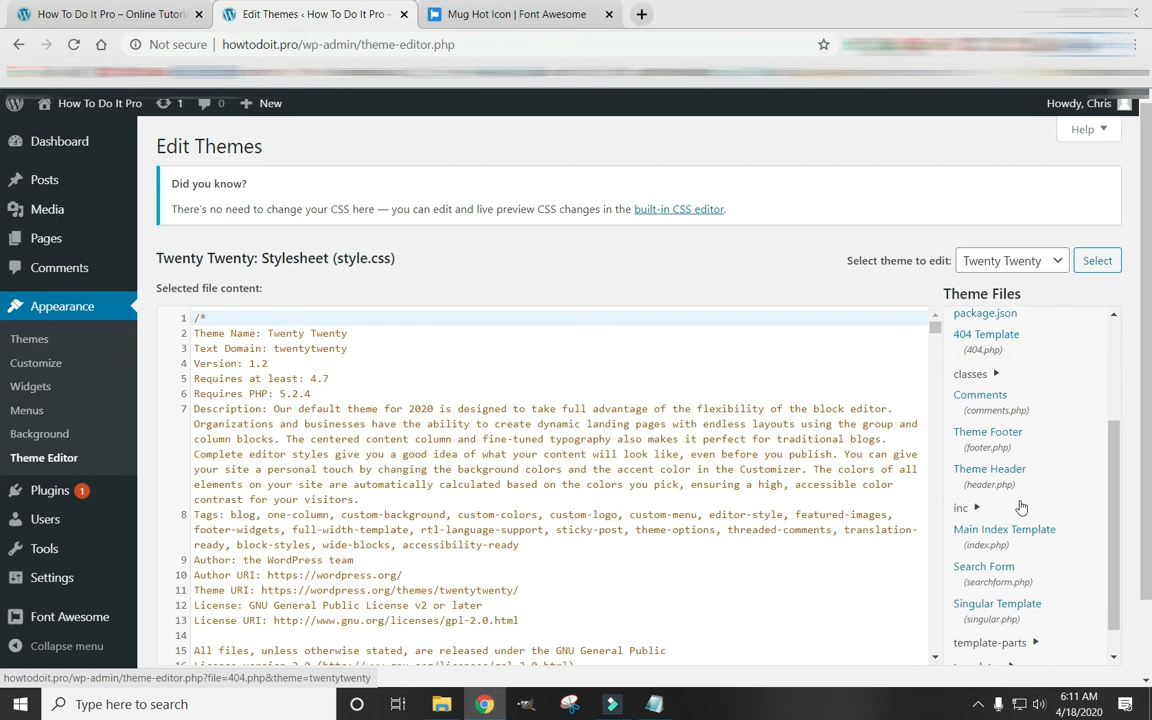 How To Do It Pro – Online Tutori
Edit Themes ‹ How To Do It Pro –
Mug Hot Icon | Font Awesome
Not secure | howtodoit.pro/wp-admin/theme-editor.php
How To Do It Pro
1
0
New
Howdy, Chris
Dashboard
Posts
Media
Pages
Comments
Appearance
Themes
Customize
Widgets
Menus
Background
Theme Editor
Plugins 1
Users
Tools
Settings
Font Awesome
Collapse menu
Help
Edit Themes
Did you know?
There's no need to change your CSS here — you can edit and live preview CSS changes in the built-in CSS editor.
Twenty Twenty: Stylesheet (style.css)
Select theme to edit: Twenty Twenty Select
Selected file content:
1 /*
2 Theme Name: Twenty Twenty
3 Text Domain: twentytwenty
4 Version: 1.2
5 Requires at least: 4.7
6 Requires PHP: 5.2.4
7 Description: Our default theme for 2020 is designed to take full advantage of the flexibility of the block editor.
Organizations and businesses have the ability to create dynamic landing pages with endless layouts using the group and
column blocks. The centered content column and fine-tuned typography also makes it perfect for traditional blogs.
Complete editor styles give you a good idea of what your content will look like, even before you publish. You can give
your site a personal touch by changing the background colors and the accent color in the Customizer. The colors of all
elements on your site are automatically calculated based on the colors you pick, ensuring a high, accessible color
contrast for your visitors.
8 Tags: blog, one-column, custom-background, custom-colors, custom-logo, custom-menu, editor-style, featured-images,
footer-widgets, full-width-template, rtl-language-support, sticky-post, theme-options, threaded-comments, translation-
ready, block-styles, wide-blocks, accessibility-ready
9 Author: the WordPress team
10 Author URI: https://wordpress.org/
11 Theme URI: https://wordpress.org/themes/twentytwenty/
12 License: GNU General Public License v2 or later
13 License URI: http://www.gnu.org/licenses/gpl-2.0.html
14
15 All files, unless otherwise stated, are released under the GNU General Public
Theme Files
package.json
404 Template
(404.php)
classes
Comments
(comments.php)
Theme Footer
(footer.php)
Theme Header
(header.php)
inc
Main Index Template
(index.php)
Search Form
(searchform.php)
Singular Template
(singular.php)
template-parts
howtodoit.pro/wp-admin/theme-editor.php?file=404.php&theme=twentytwenty
Type here to search
6:11 AM
4/18/2020